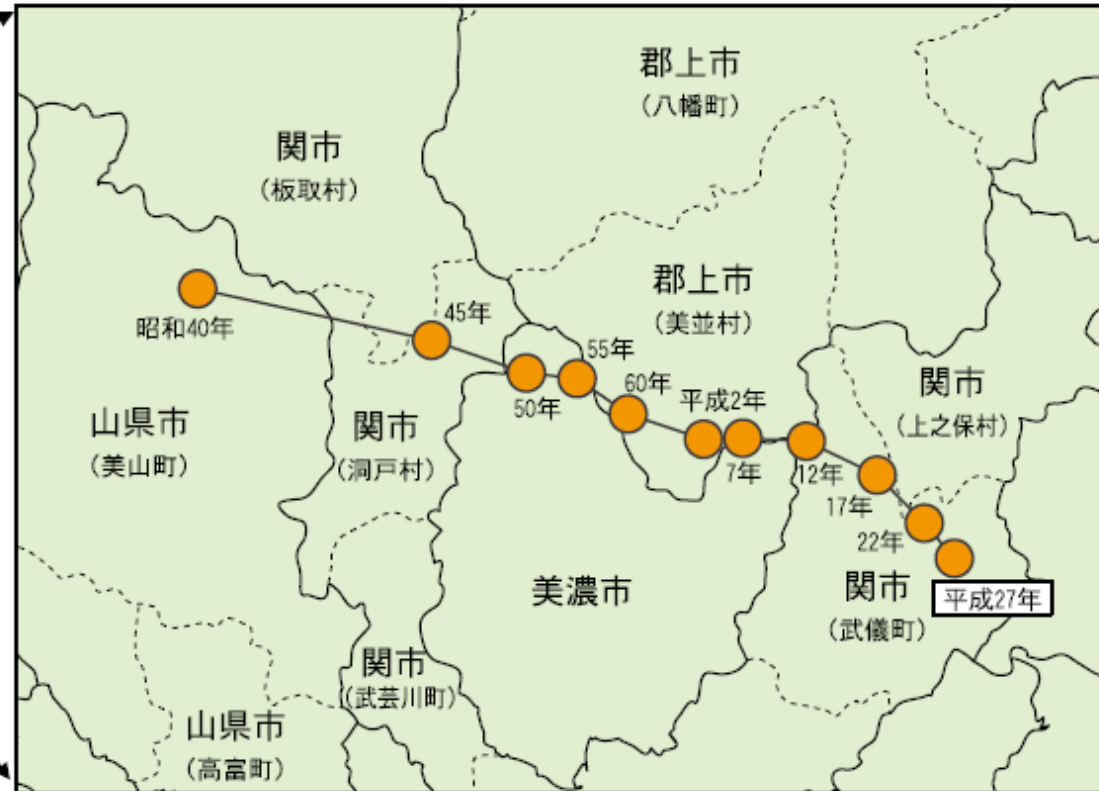 郡上市
(八幡町)
関市
(板取村)
郡上市
(美並村)
昭和40年
45年
50年
55年
60年
平成2年
7年
12年
17年
22年
平成27年
関市
(上之保村)
山県市
(美山町)
関市
(洞戸村)
美濃市
関市
(武儀町)
関市
(武芸川町)
山県市
(高富町)